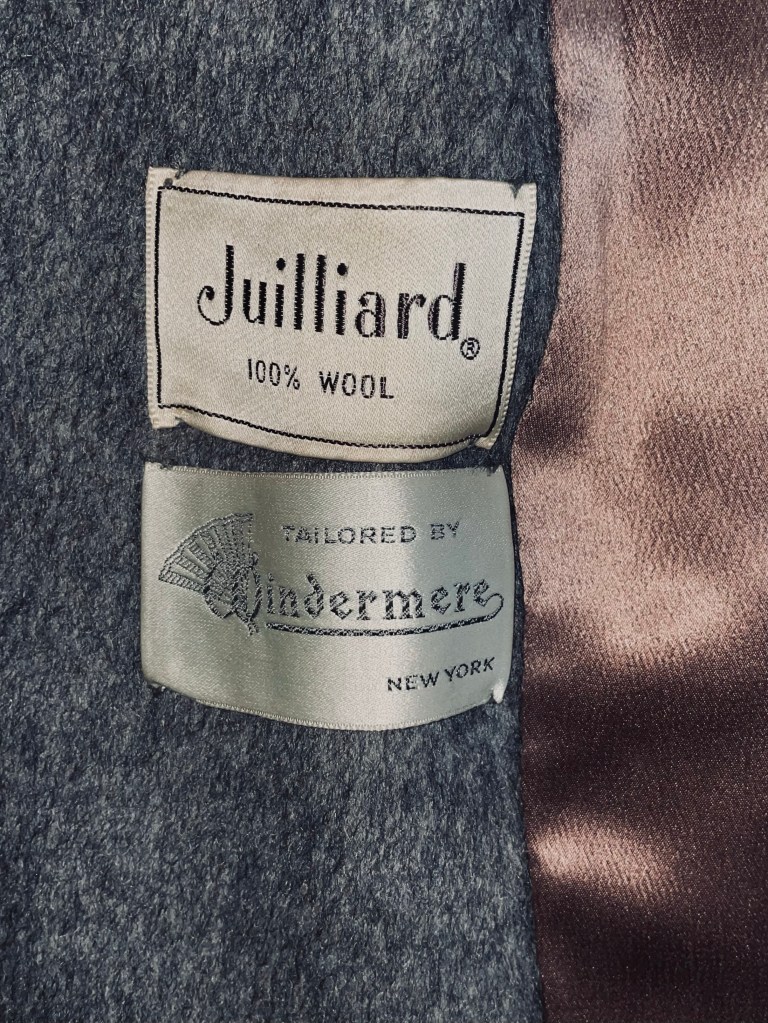 Juilliard®
100% WOOL
TAILORED BY
Windermere
NEW YORK